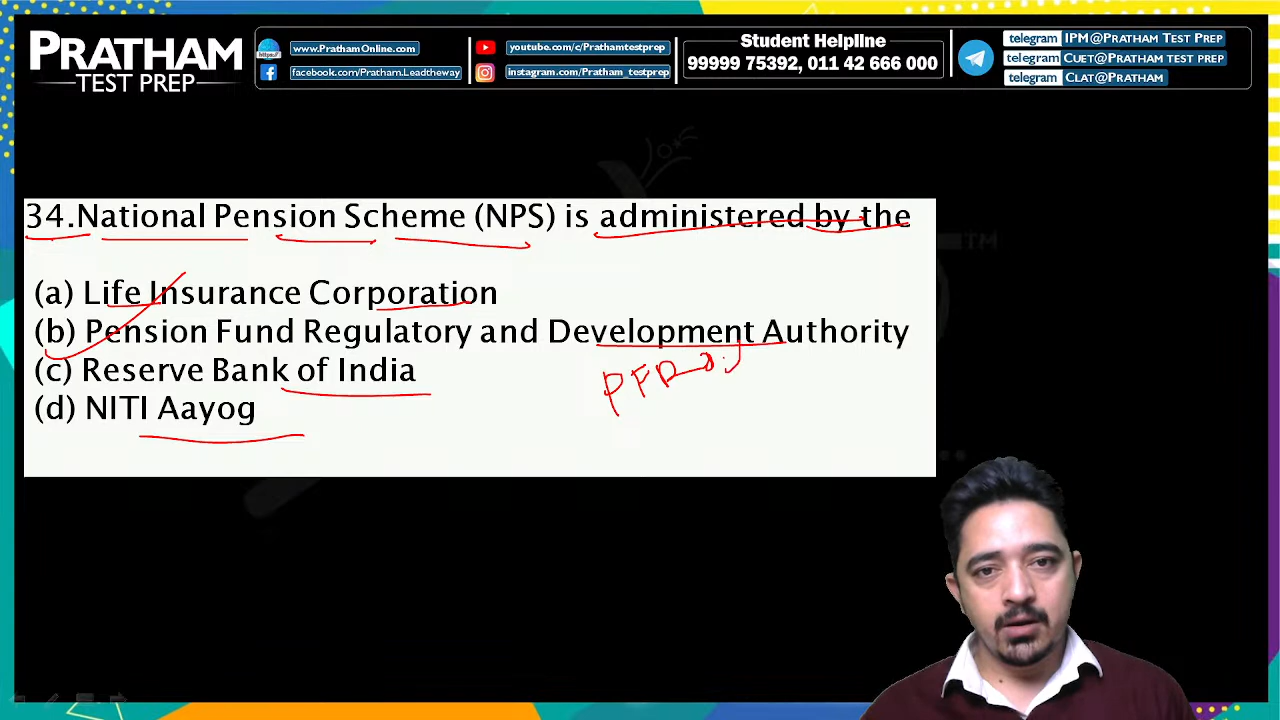 PRATHAM
TEST PREP
https://
www.PrathamOnline.com
facebook.com/Pratham.Leadtheway
youtube.com/c/Prathamtestprep
instagram.com/Pratham_testprep
Student Helpline
99999 75392, 011 42 666 000
telegram IPM@PRATHAM TEST PREP
telegram CUET@PRATHAM TEST PREP
telegram CLAT@PRATHAM
34.National Pension Scheme (NPS) is administered by the
(a) Life Insurance Corporation
(b) Pension Fund Regulatory and Development Authority
(c) Reserve Bank of India
(d) NITI Aayog
TM